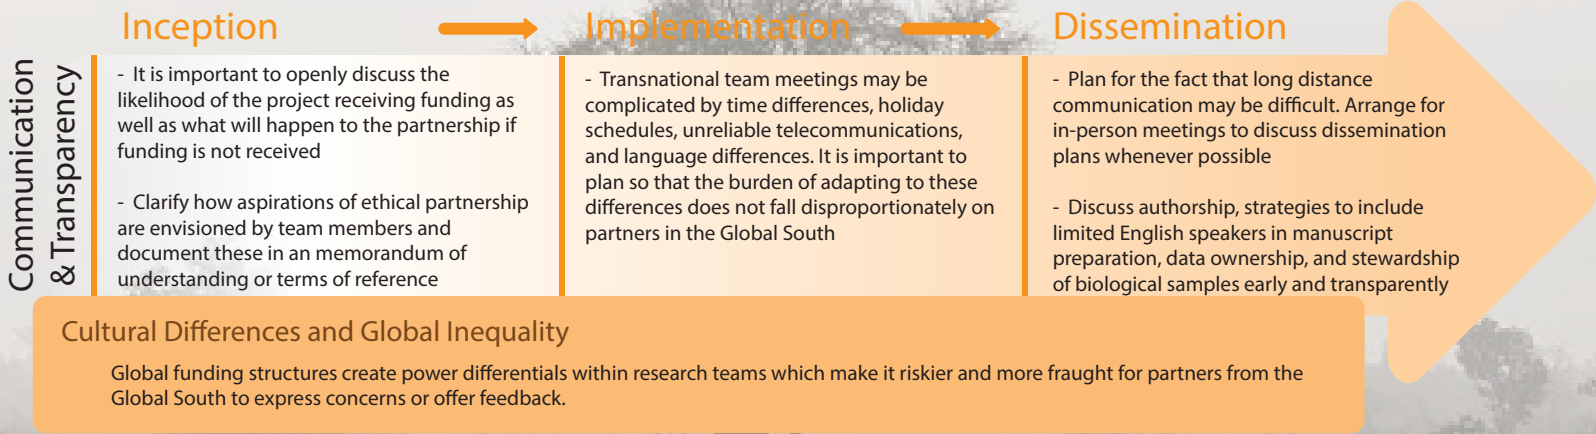 Inception
Implementation
Dissemination
Communication
& Transparency
- It is important to openly discuss the
likelihood of the project receiving funding as
well as what will happen to the partnership if
funding is not received
- Clarify how aspirations of ethical partnership
are envisioned by team members and
document these in an memorandum of
understanding or terms of reference
- Transnational team meetings may be
complicated by time differences, holiday
schedules, unreliable telecommunications,
and language differences. It is important to
plan so that the burden of adapting to these
differences does not fall disproportionately on
partners in the Global South
- Plan for the fact that long distance
communication may be difficult. Arrange for
in-person meetings to discuss dissemination
plans whenever possible
- Discuss authorship, strategies to include
limited English speakers in manuscript
preparation, data ownership, and stewardship
of biological samples early and transparently
Cultural Differences and Global Inequality
Global funding structures create power differentials within research teams which make it riskier and more fraught for partners from the
Global South to express concerns or offer feedback.